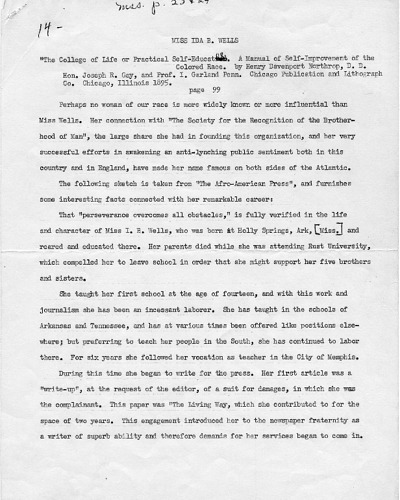 Mss. p. 23 & 24
14 -
MISS IDA B. WELLS
"The College of Life or Practical Self-Education. A Manual of Self-Improvement of the
Colored Race. by Henry Davenport Northrop, D. D.
Hon. Joseph R. Gay, and Prof. I. Garland Penn. Chicago Publication and Lithograph
Co. Chicago, Illinois 1895.
page 99
Perhaps no woman of our race is more widely known or more influential than
Miss Wells. Her connection with "The Society for the Recognition of the Brother-
hood of Man", the large share she had in founding this organization, and her very
successful efforts in awakening an anti-lynching public sentiment both in this
country and in England, have made her name famous on both sides of the Atlantic.
The following sketch is taken from "The Afro-American Press", and furnishes
some interesting facts connected with her remarkable career:
That "perseverance overcomes all obstacles," is fully verified in the life
and character of Miss I. B. Wells, who was born at Holly Springs, Ark, [Miss.] and
reared and educated there. Her parents died while she was attending Rust University,
which compelled her to leave school in order that she might support her five brothers
and sisters.
She taught her first school at the age of fourteen, and with this work and
journalism she has been an incessant laborer. She has taught in the schools of
Arkansas and Tennessee, and has at various times been offered like positions else-
where; but preferring to teach her people in the South, she has continued to labor
there. For six years she followed her vocation as teacher in the City of Memphis.
During this time she began to write for the press. Her first article was a
"write-up", at the request of the editor, of a suit for damages, in which she was
the complainant. This paper was "The Living Way, which she contributed to for the
space of two years. This engagement introduced her to the newspaper fraternity as
a writer of superb ability and therefore demands for her services began to come in.